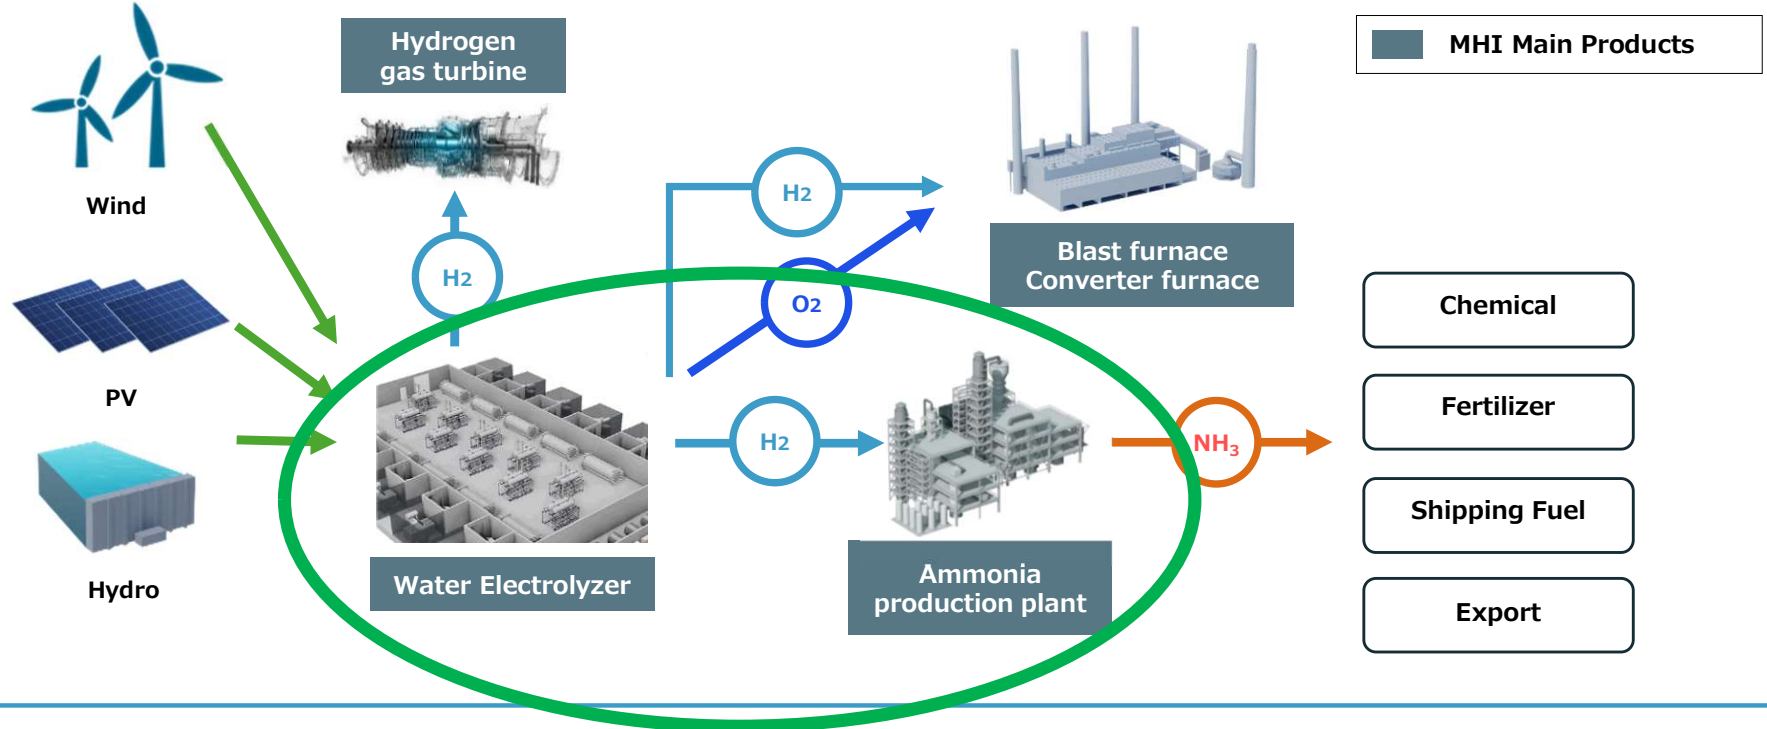 Hydrogen
gas turbine
MHI Main Products
Wind
H2
H2
Blast furnace
Converter furnace
H2
O2
PV
Chemical
Fertilizer
H2
NH₃
Shipping Fuel
Hydro
Water Electrolyzer
Ammonia
production plant
Export